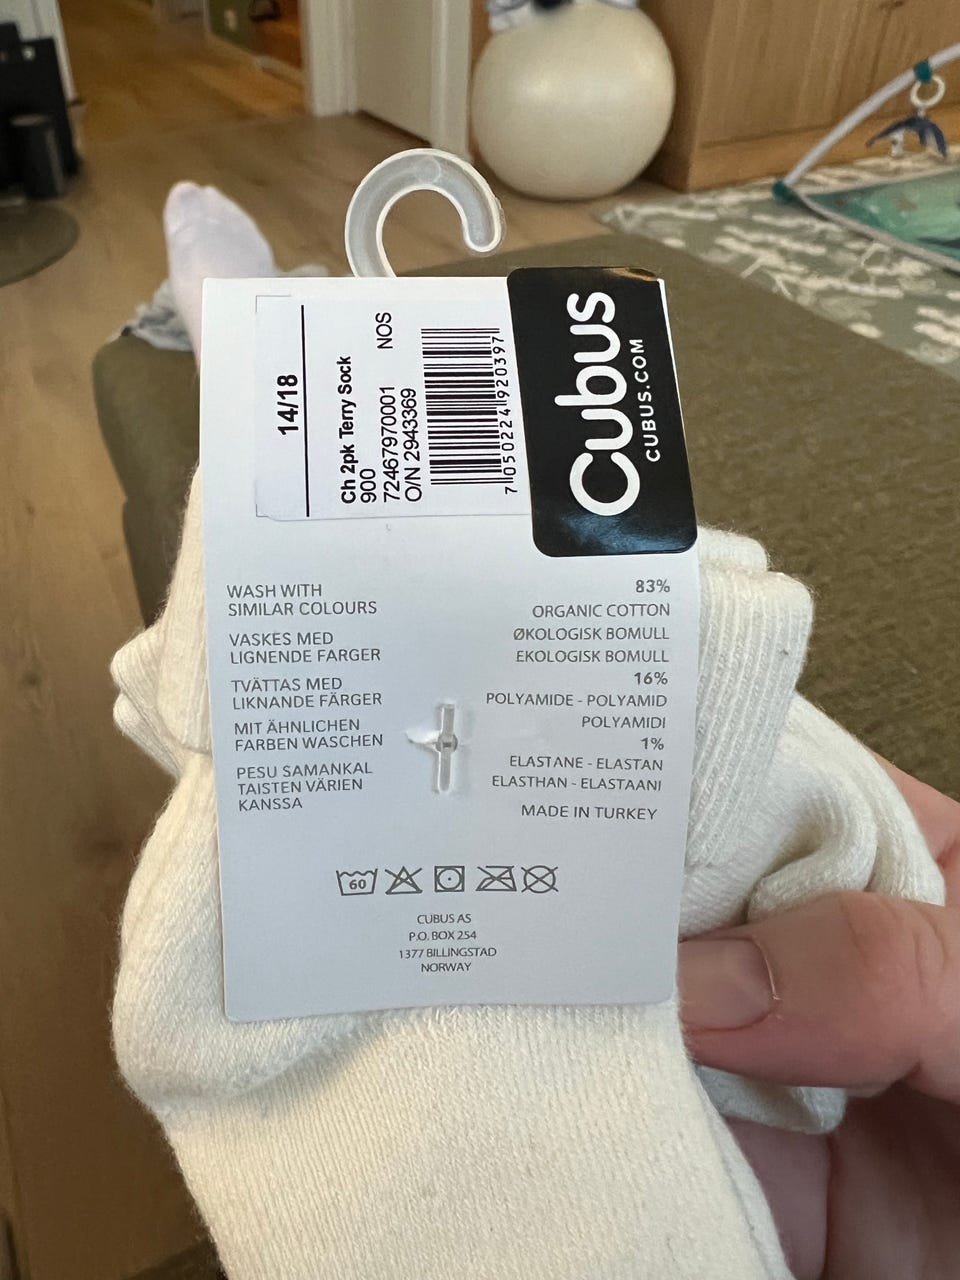 14/18
Ch 2pk Terry Sock
900
72467970001 NOS
O/N 2943369
7 050224 920397
Cubus
CUBUS.COM
WASH WITH
SIMILAR COLOURS
VASKES MED
LIGNENDE FARGER
TVÄTTAS MED
LIKNANDE FÄRGER
MIT ÄHNLICHEN
FARBEN WASCHEN
PESU SAMANKAL
TAISTEN VÄRIEN
KANSSA
83%
ORGANIC COTTON
ØKOLOGISK BOMULL
EKOLOGISK BOMULL
16%
POLYAMIDE - POLYAMID
POLYAMIDI
1%
ELASTANE - ELASTAN
ELASTHAN - ELASTAANI
MADE IN TURKEY
60
CUBUS AS
P.O. BOX 254
1377 BILLINGSTAD
NORWAY